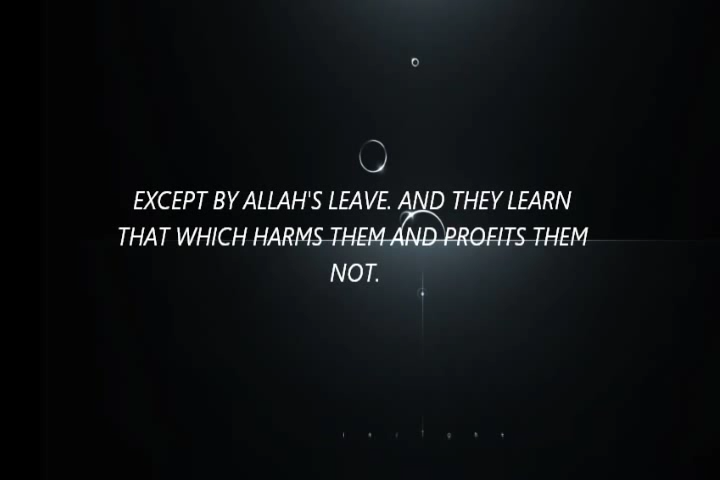 EXCEPT BY ALLAH'S LEAVE. AND THEY LEARN
THAT WHICH HARMS THEM AND PROFITS THEM
NOT.